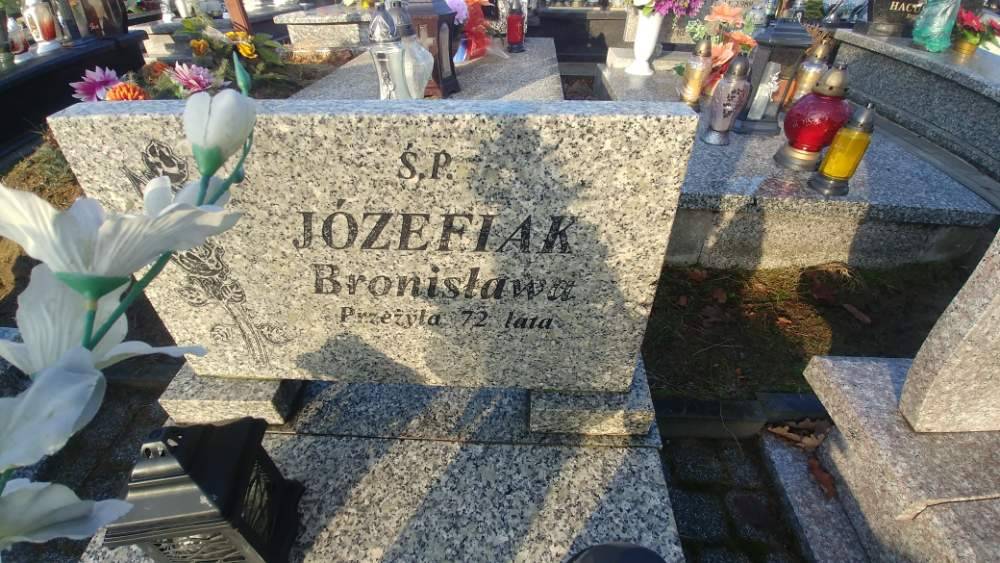 Ś.P.
JÓZEFIAK
Bronisława
Przeżyła 72 lata